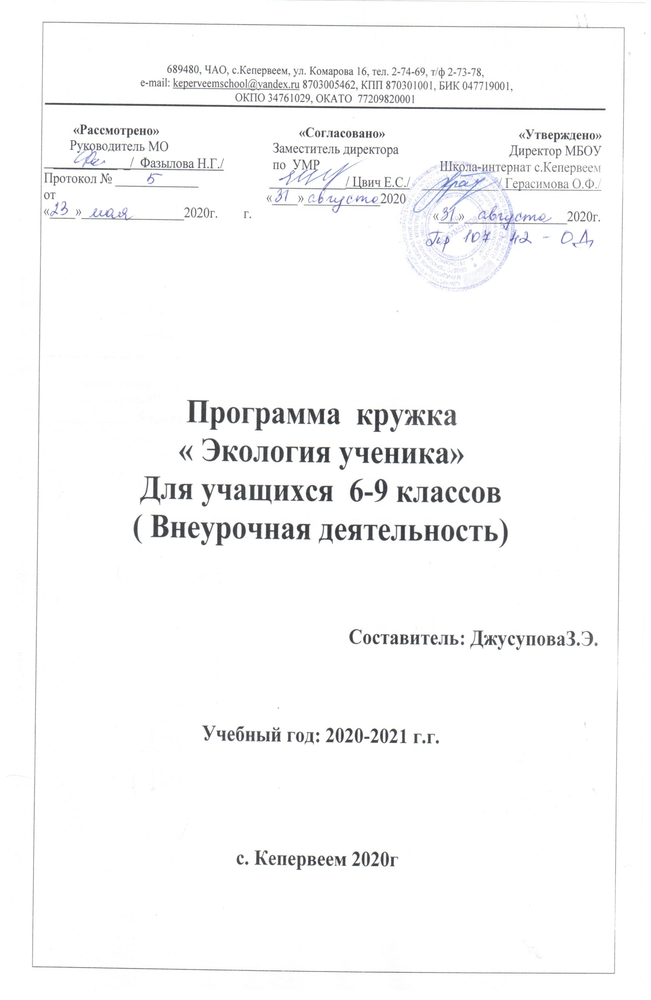 689480, ЧАО, с.Кепервеем, ул. Комарова 16, тел. 2-74-69, т/ф 2-73-78,
e-mail: keperveemschool@yandex.ru 8703005462, КПП 870301001, БИК 047719001,
ОКПО 34761029, ОКАТО 77209820001
«Рассмотрено»
Руководитель МО
/ Фазылова Н.Г./
Протокол № 5
от
«23» мая 2020г.
«Согласовано»
Заместитель директора
по УМР
/ Цвич Е.С./
«31» августа 2020
г.
«Утверждено»
Директор МБОУ
Школа-интернат с.Кепервеем
/ Герасимова О.Ф./
«31» августа 2020г.
Пр 107 42 - ОД
ДЛЯ
ДОКУМЕНТОВ
Программа кружка
« Экология ученика»
Для учащихся 6-9 классов
( Внеурочная деятельность)
Составитель: ДжусуповаЗ.Э.
Учебный год: 2020-2021 г.г.
с. Кепервеем 2020г